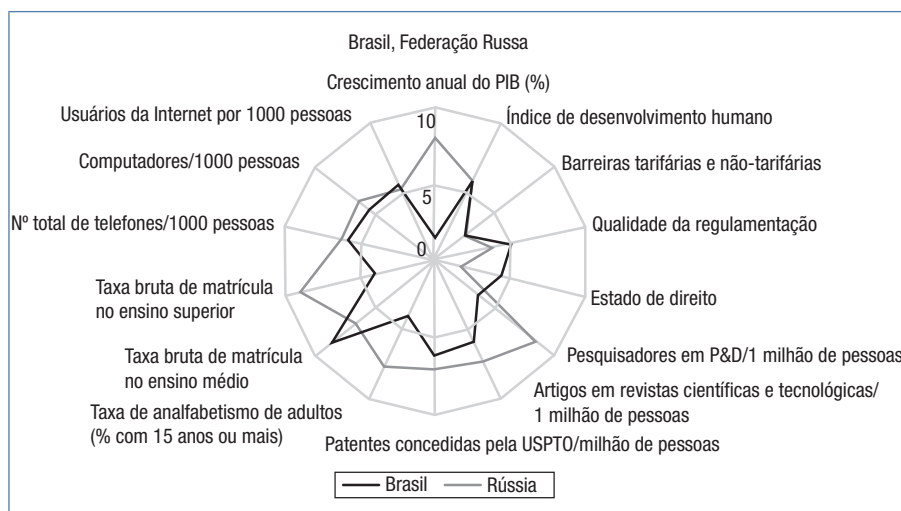 Brasil, Federação Russa
Crescimento anual do PIB (%)
Usuários da Internet por 1000 pessoas
Índice de desenvolvimento humano
Computadores/1000 pessoas
Barreiras tarifárias e não-tarifárias
Nº total de telefones/1000 pessoas
Qualidade da regulamentação
10
5
0
Taxa bruta de matrícula
no ensino superior
Estado de direito
Taxa bruta de matrícula
no ensino médio
Pesquisadores em P&D/1 milhão de pessoas
Taxa de analfabetismo de adultos
(% com 15 anos ou mais)
Artigos em revistas científicas e tecnológicas/
1 milhão de pessoas
Patentes concedidas pela USPTO/milhão de pessoas
Brasil
Rússia